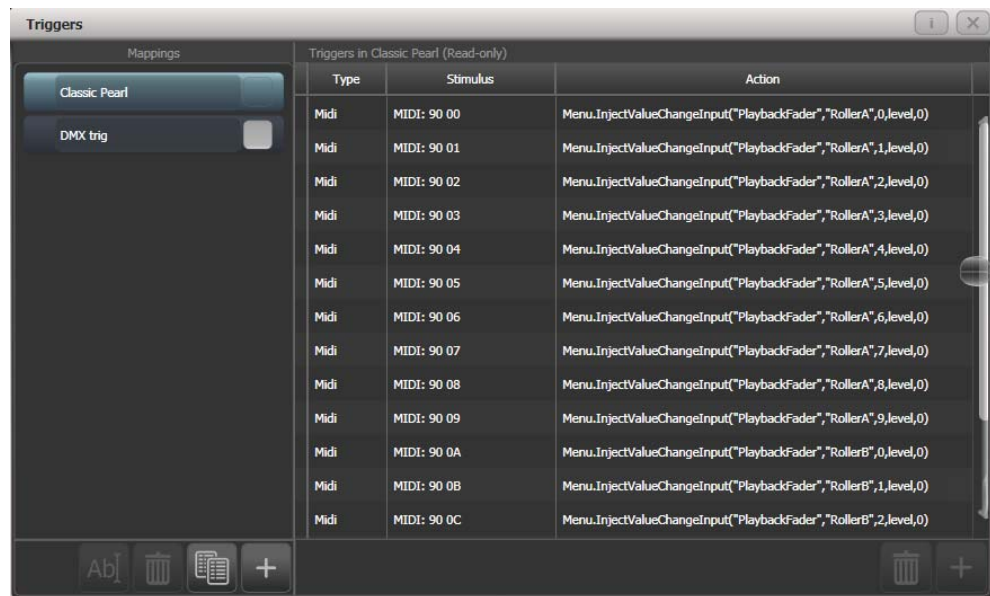 Triggers
i
Mappings
Triggers in Classic Pearl (Read-only)
Classic Pearl
DMX trig
Type Stimulus Action
Midi MIDI: 90 00 Menu.InjectValueChangeInput("PlaybackFader","RollerA",0,level,0)
Midi MIDI: 90 01 Menu.InjectValueChangeInput("PlaybackFader","RollerA",1,level,0)
Midi MIDI: 90 02 Menu.InjectValueChangeInput("PlaybackFader","RollerA",2,level,0)
Midi MIDI: 90 03 Menu.InjectValueChangeInput("PlaybackFader","RollerA",3,level,0)
Midi MIDI: 90 04 Menu.InjectValueChangeInput("PlaybackFader","RollerA",4,level,0)
Midi MIDI: 90 05 Menu.InjectValueChangeInput("PlaybackFader","RollerA",5,level,0)
Midi MIDI: 90 06 Menu.InjectValueChangeInput("PlaybackFader","RollerA",6,level,0)
Midi MIDI: 90 07 Menu.InjectValueChangeInput("PlaybackFader","RollerA",7,level,0)
Midi MIDI: 90 08 Menu.InjectValueChangeInput("PlaybackFader","RollerA",8,level,0)
Midi MIDI: 90 09 Menu.InjectValueChangeInput("PlaybackFader","RollerA",9,level,0)
Midi MIDI: 90 0A Menu.InjectValueChangeInput("PlaybackFader","RollerB",0,level,0)
Midi MIDI: 90 0B Menu.InjectValueChangeInput("PlaybackFader","RollerB",1,level,0)
Midi MIDI: 90 0C Menu.InjectValueChangeInput("PlaybackFader","RollerB",2,level,0)
Ab